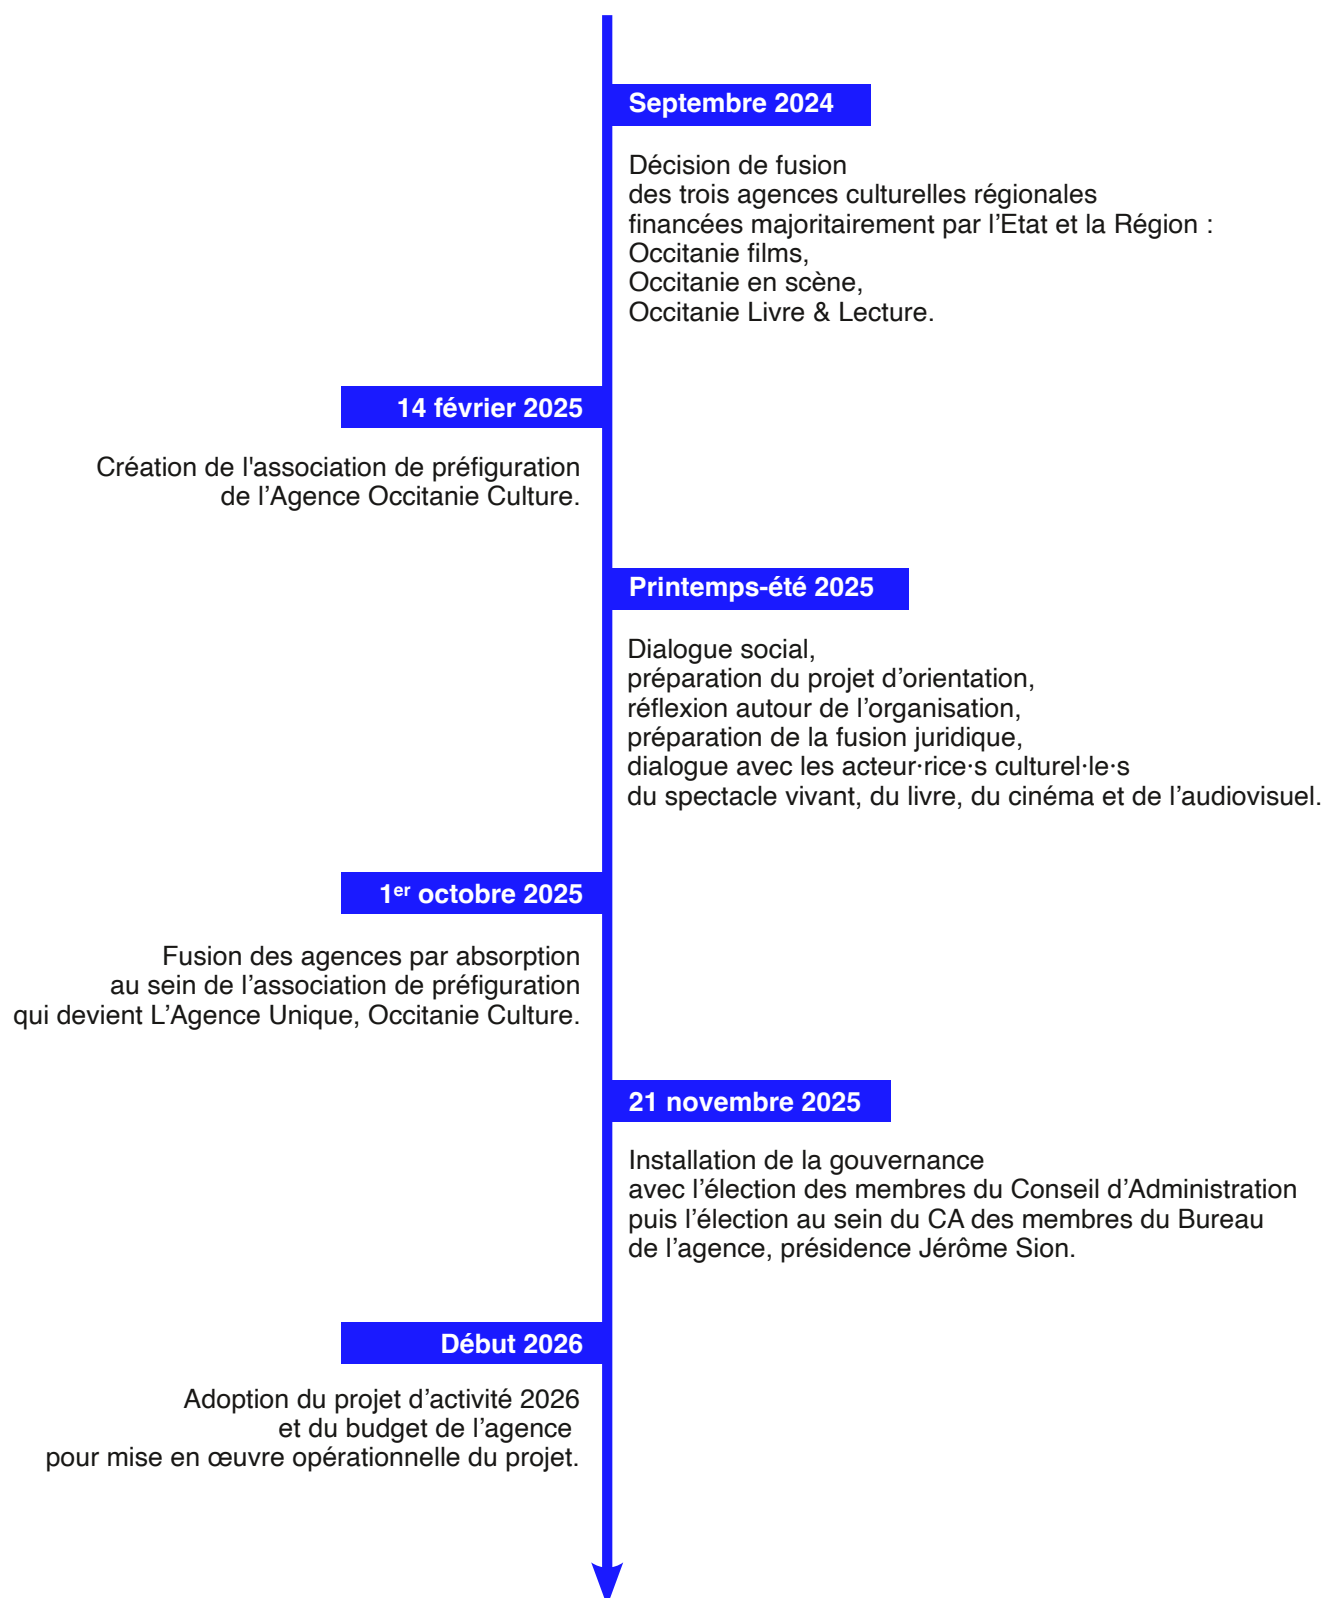 Septembre 2024
Décision de fusion
des trois agences culturelles régionales
financées majoritairement par l’Etat et la Région :
Occitanie films,
Occitanie en scène,
Occitanie Livre & Lecture.
14 février 2025
Création de l'association de préfiguration
de l’Agence Occitanie Culture.
Printemps-été 2025
Dialogue social,
préparation du projet d’orientation,
réflexion autour de l’organisation,
préparation de la fusion juridique,
dialogue avec les acteur·rice·s culturel·le·s
du spectacle vivant, du livre, du cinéma et de l’audiovisuel.
1er octobre 2025
Fusion des agences par absorption
au sein de l’association de préfiguration
qui devient L’Agence Unique, Occitanie Culture.
21 novembre 2025
Installation de la gouvernance
avec l’élection des membres du Conseil d’Administration
puis l’élection au sein du CA des membres du Bureau
de l’agence, présidence Jérôme Sion.
Début 2026
Adoption du projet d’activité 2026
et du budget de l’agence
pour mise en œuvre opérationnelle du projet.